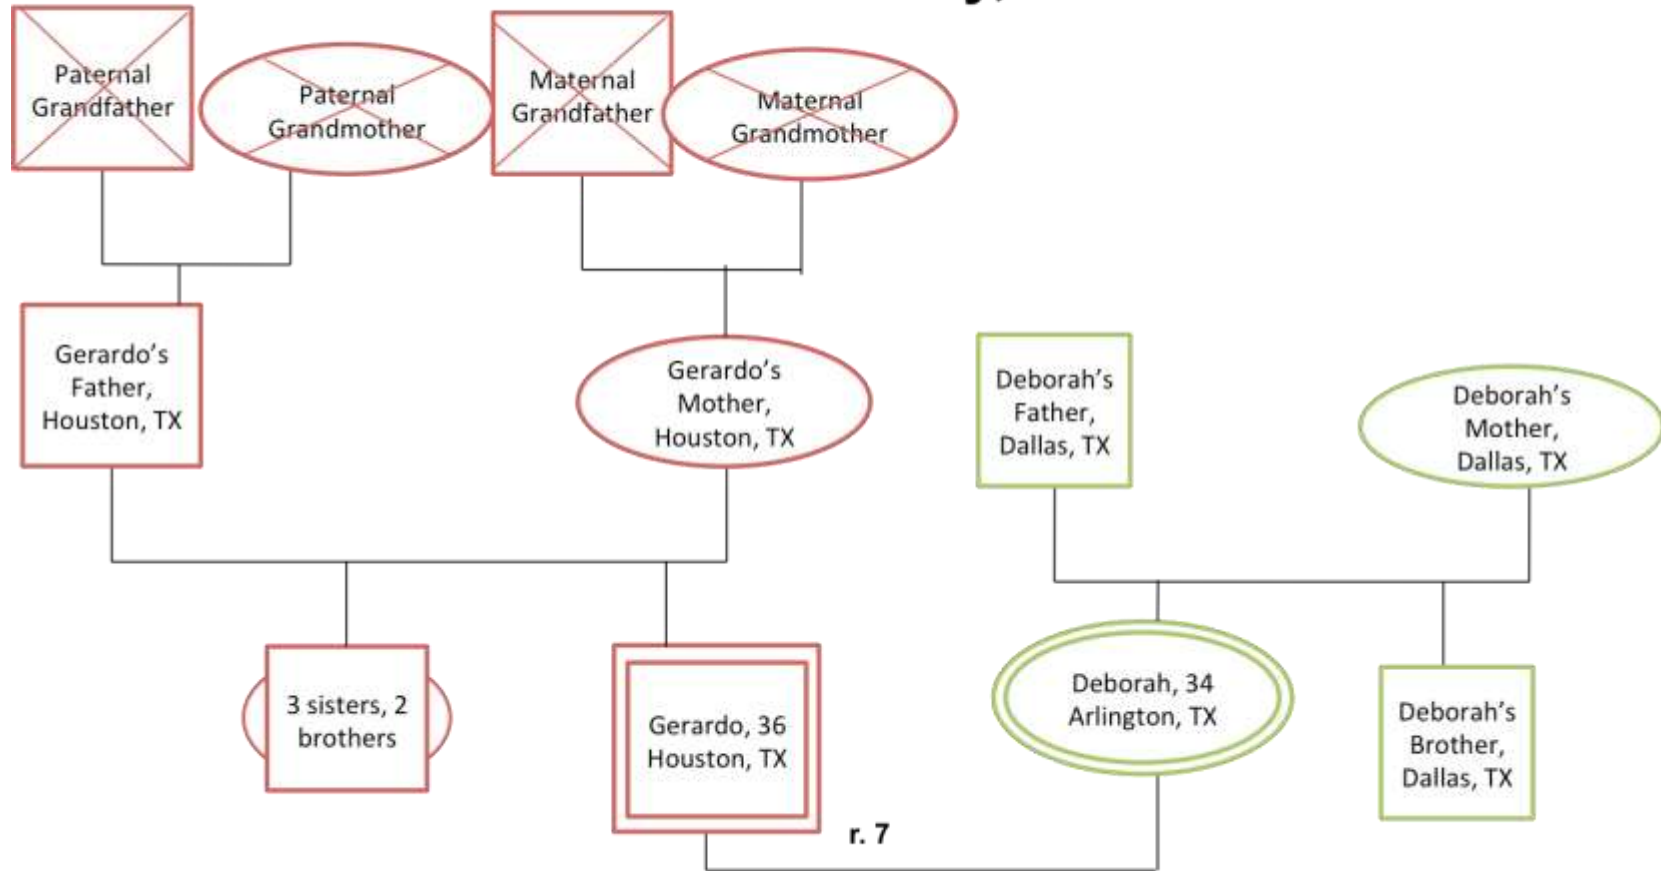 Paternal
Grandfather
Paternal
Grandmother
Maternal
Grandfather
Maternal
Grandmother
Gerardo’s
Father,
Houston, TX
Gerardo’s
Mother,
Houston, TX
Deborah’s
Father,
Dallas, TX
Deborah’s
Mother,
Dallas, TX
3 sisters, 2
brothers
Gerardo, 36
Houston, TX
Deborah, 34
Arlington, TX
Deborah’s
Brother,
Dallas, TX
r. 7